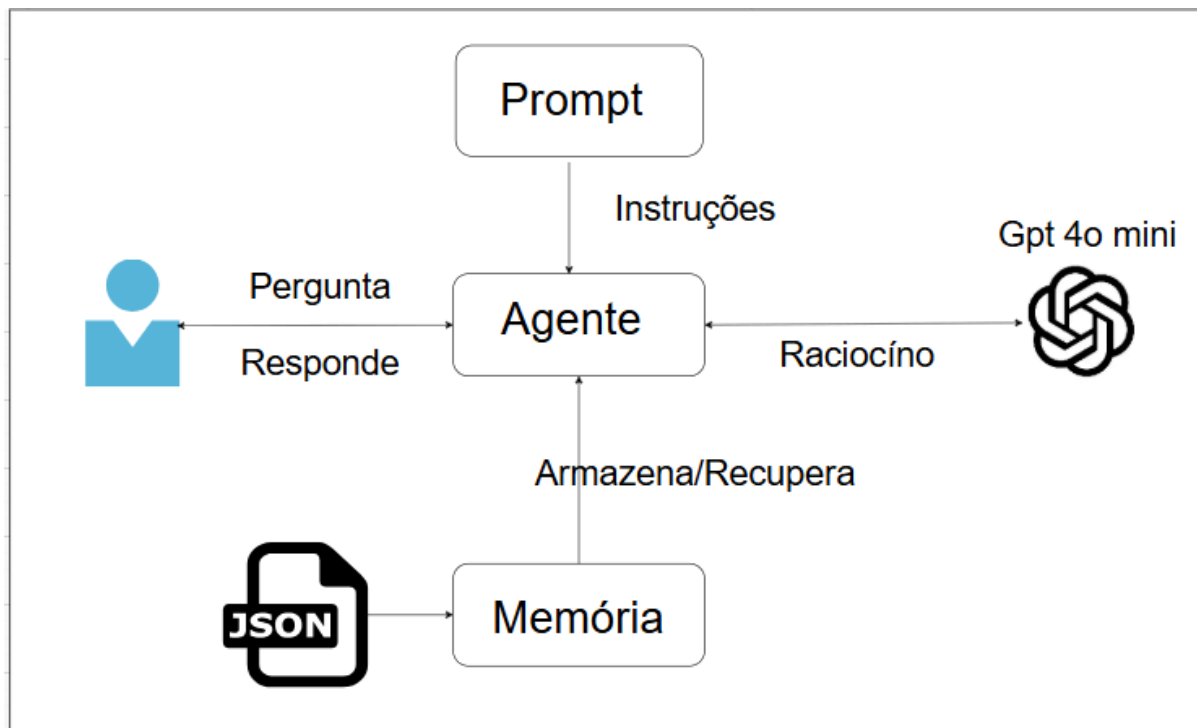 Prompt
Instruções
Gpt 4o mini
Pergunta
Agente
Responde
Raciocíno
Armazena/Recupera
JSON
Memória